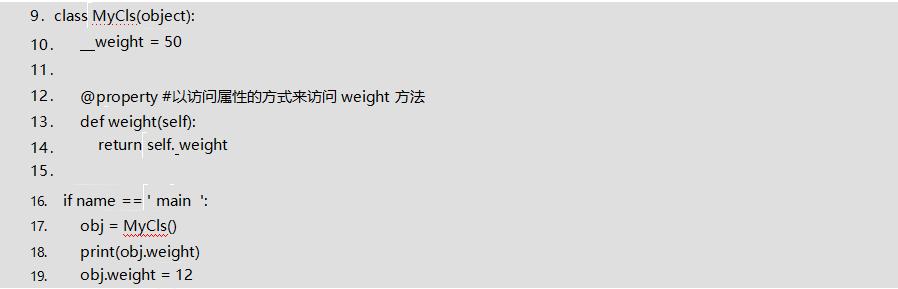 9. class MyCls(object):
10. __weight = 50
11.
12. @property #以访问属性的方式来访问 weight 方法
13. def weight(self):
14. return self._weight
15.
16. if name == ' main ':
17. obj = MyCls()
18. print(obj.weight)
19. obj.weight = 12